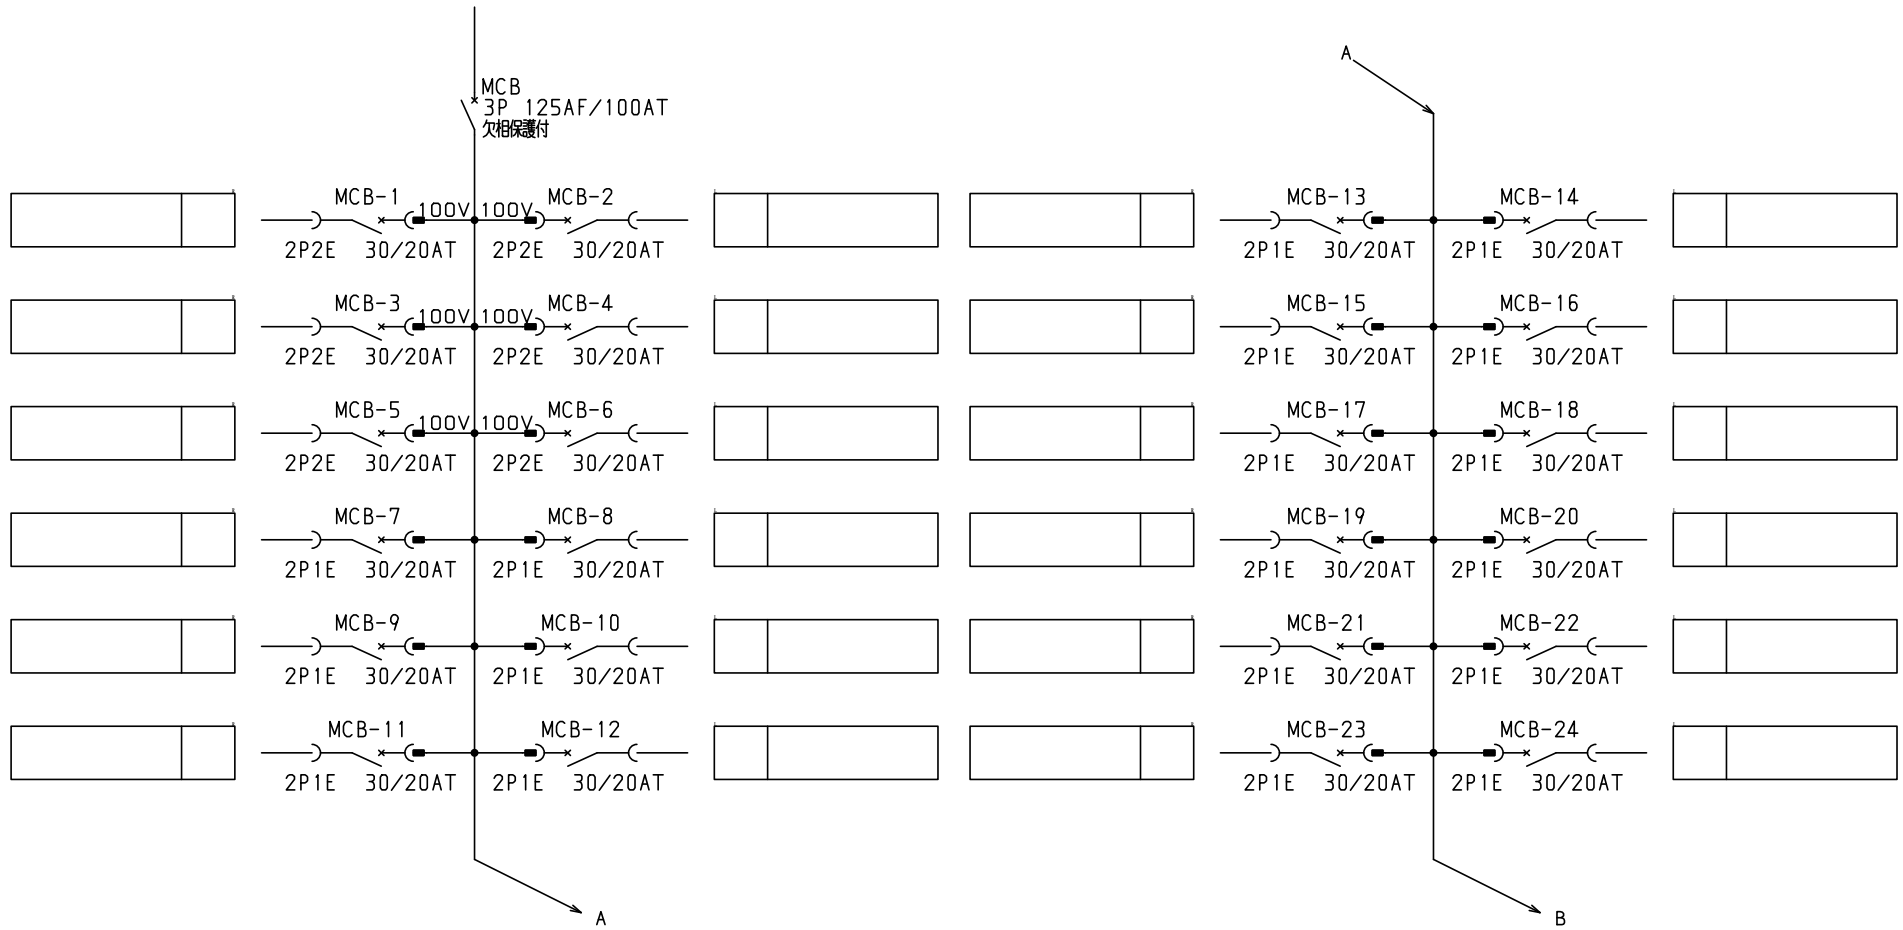 MCB
3P 125AF/100AT
欠相保護付
MCB-1 100V 100V MCB-2
2P2E 30/20AT 2P2E 30/20AT
MCB-3 100V 100V MCB-4
2P2E 30/20AT 2P2E 30/20AT
MCB-5 100V 100V MCB-6
2P2E 30/20AT 2P2E 30/20AT
MCB-7 MCB-8
2P1E 30/20AT 2P1E 30/20AT
MCB-9 MCB-10
2P1E 30/20AT 2P1E 30/20AT
MCB-11 MCB-12
2P1E 30/20AT 2P1E 30/20AT
A
A
MCB-13 MCB-14
2P1E 30/20AT 2P1E 30/20AT
MCB-15 MCB-16
2P1E 30/20AT 2P1E 30/20AT
MCB-17 MCB-18
2P1E 30/20AT 2P1E 30/20AT
MCB-19 MCB-20
2P1E 30/20AT 2P1E 30/20AT
MCB-21 MCB-22
2P1E 30/20AT 2P1E 30/20AT
MCB-23 MCB-24
2P1E 30/20AT 2P1E 30/20AT
B